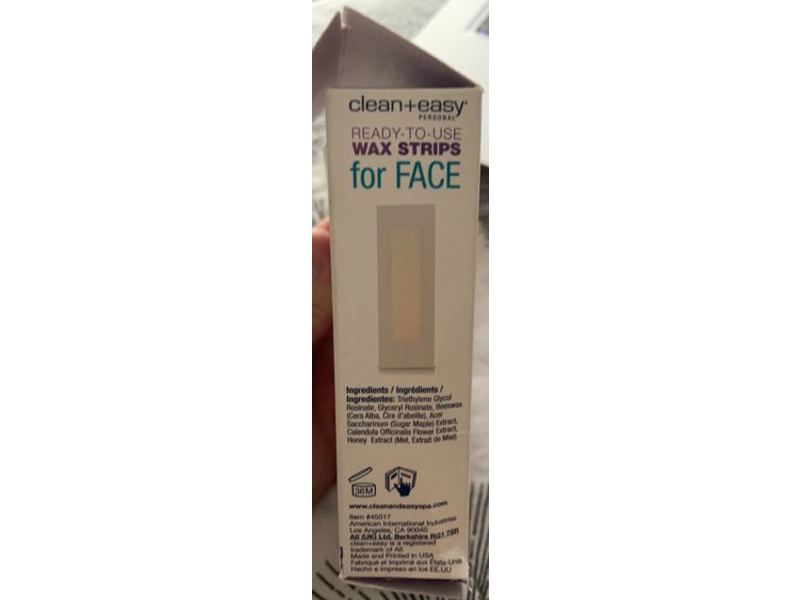 clean+easy®
PERSONAL
READY-TO-USE
WAX STRIPS
for FACE
Ingredients / Ingrédients /
Ingredientes: Triethylene Glycol
Rosinate, Glyceryl Rosinate, Beeswax
(Cera Alba, Cire d'abeille), Acer
Saccharinum (Sugar Maple) Extract,
Calendula Officinalis Flower Extract,
Honey Extract (Mel, Extrait de Miel)
36M
www.cleanandeasyspa.com
Item #45017
American International Industries
Los Angeles, CA 90040
AII (UK) Ltd. Berkshire RG1 7SR
clean+easy is a registered
trademark of AII
Made and Printed in USA
Fabriqué et imprimé aux États-Unis
Hecho e impreso en los EE.UU